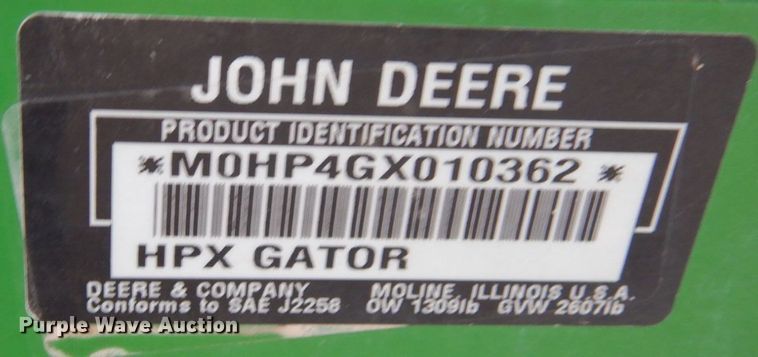 JOHN DEERE
PRODUCT IDENTIFICATION NUMBER
*M0HP4GX010362*
HPX GATOR
DEERE & COMPANY MOLINE, ILLINOIS U.S.A.
Conforms to SAE J2258 OW 1309lb GVW 2607lb
Purple Wave Auction